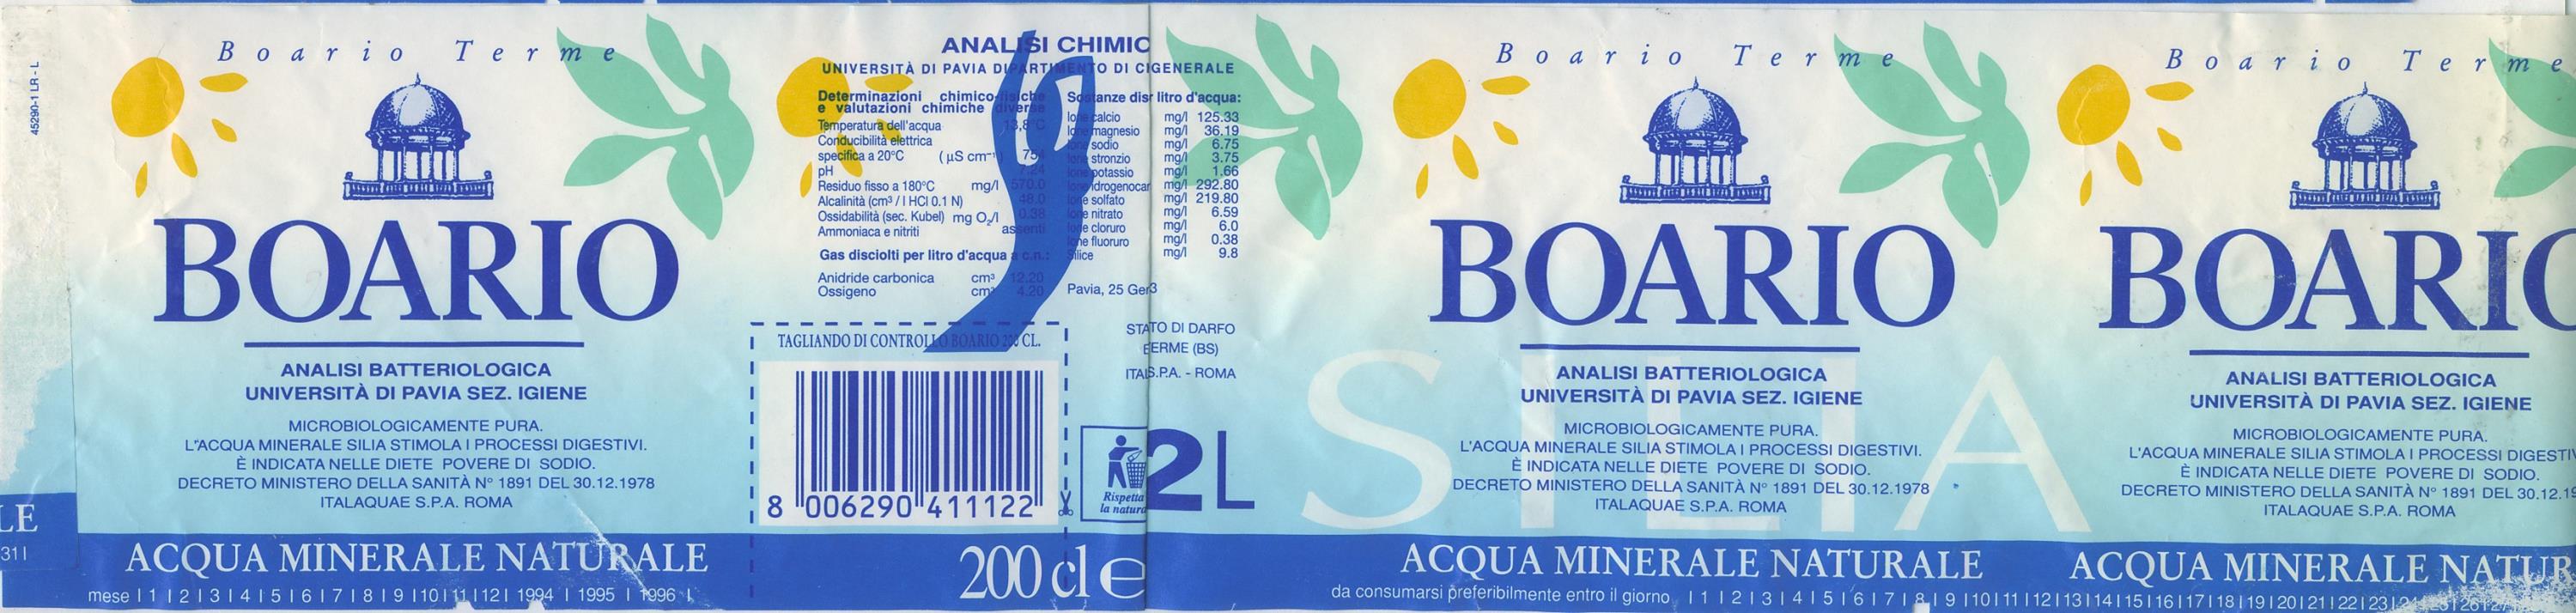 45290-1 LR - L
LE
31 |
Boario Terme
BOARIO
ANALISI BATTERIOLOGICA
UNIVERSITÀ DI PAVIA SEZ. IGIENE
MICROBIOLOGICAMENTE PURA.
L'ACQUA MINERALE SILIA STIMOLA I PROCESSI DIGESTIVI.
È INDICATA NELLE DIETE POVERE DI SODIO.
DECRETO MINISTERO DELLA SANITÀ N° 1891 DEL 30.12.1978
ITALAQUAE S.P.A. ROMA
ACQUA MINERALE NATURALE
mese | 1 | 2 | 3 | 4 | 5 | 6 | 7 | 8 | 9 | 10 | 11 | 12 | 1994 | 1995 | 1996 |
ANALISI CHIMIC
UNIVERSITÀ DI PAVIA DIPARTIMENTO DI CIGENERALE
Determinazioni chimico-fisiche
e valutazioni chimiche diverse
Temperatura dell'acqua 13,8°C
Conducibilità elettrica
specifica a 20°C (µS cm⁻¹) 754
pH 7.24
Residuo fisso a 180°C mg/l 570.0
Alcalinità (cm³ / l HCl 0.1 N) 48.0
Ossidabilità (sec. Kubel) mg O₂/l 0.38
Ammoniaca e nitriti assenti
Gas disciolti per litro d'acqua a c.n.:
Anidride carbonica cm³ 12.20
Ossigeno cm³ 4.20
Sostanze disr litro d'acqua:
Ione calcio mg/l 125.33
Ione magnesio mg/l 36.19
Ione sodio mg/l 6.75
Ione stronzio mg/l 3.75
Ione potassio mg/l 1.66
Ione idrogenocar mg/l 292.80
Ione solfato mg/l 219.80
Ione nitrato mg/l 6.59
Ione cloruro mg/l 6.0
Ione fluoruro mg/l 0.38
Silice mg/l 9.8
Pavia, 25 Gen3
TAGLIANDO DI CONTROLLO BOARIO 200 CL.
8 006290 411122
STATO DI DARFO
ERME (BS)
ITALS.P.A. - ROMA
Rispetta
la natura
2L
200 cl e
Boario Terme
BOARIO
SILIA
ANALISI BATTERIOLOGICA
UNIVERSITÀ DI PAVIA SEZ. IGIENE
MICROBIOLOGICAMENTE PURA.
L'ACQUA MINERALE SILIA STIMOLA I PROCESSI DIGESTIVI.
È INDICATA NELLE DIETE POVERE DI SODIO.
DECRETO MINISTERO DELLA SANITÀ N° 1891 DEL 30.12.1978
ITALAQUAE S.P.A. ROMA
ACQUA MINERALE NATURALE
da consumarsi preferibilmente entro il giorno | 1 | 2 | 3 | 4 | 5 | 6 | 7 | 8 | 9 | 10 | 11 | 12 | 13 | 14 | 15 | 16 | 17 | 18 | 19 | 20 | 21 | 22 | 23 | 24
Boario Terme
BOARIO
ANALISI BATTERIOLOGICA
UNIVERSITÀ DI PAVIA SEZ. IGIENE
MICROBIOLOGICAMENTE PURA.
L'ACQUA MINERALE SILIA STIMOLA I PROCESSI DIGESTIV
È INDICATA NELLE DIETE POVERE DI SODIO.
DECRETO MINISTERO DELLA SANITÀ N° 1891 DEL 30.12.19
ITALAQUAE S.P.A. ROMA
ACQUA MINERALE NATUR